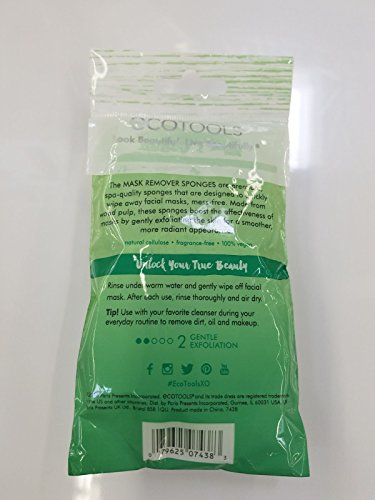 ECOTOOLS®
Look Beautiful. Live Beautifully.®
The MASK REMOVER SPONGES are
spa-quality sponges that are designed to quickly
wipe away facial masks, mess-free. Made from
wood pulp, these sponges boost the effectiveness of
masks by gently exfoliating the skin for smoother,
more radiant appearance.
natural cellulose • fragrance-free • 100% vegan
Unlock Your True Beauty
Rinse under warm water and gently wipe off facial
mask. After each use, rinse thoroughly and air dry.
Tip! Use with your favorite cleanser during your
everyday routine to remove dirt, oil and makeup.
2 GENTLE
EXFOLIATION
#EcoToolsXO
Paris Presents Incorporated. ECOTOOLS® and its trade dress are registered trademarks
the US and other countries. Dist. by Paris Presents Incorporated, Gurnee, IL 60031 USA
Paris Presents UK Bristol BS8 1QU. Product made in China. 7438
0 79625 07438 3